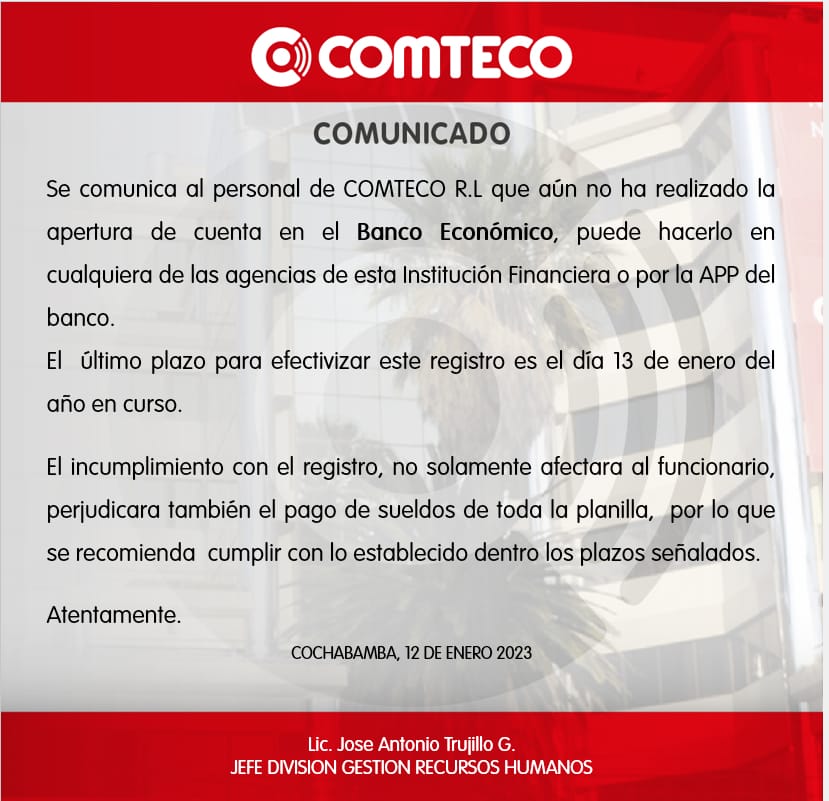 COMTECO
COMUNICADO
Se comunica al personal de COMTECO R.L que aún no ha realizado la
apertura de cuenta en el Banco Económico, puede hacerlo en
cualquiera de las agencias de esta Institución Financiera o por la APP del
banco.
El último plazo para efectivizar este registro es el día 13 de enero del
año en curso.
El incumplimiento con el registro, no solamente afectara al funcionario,
perjudicara también el pago de sueldos de toda la planilla, por lo que
se recomienda cumplir con lo establecido dentro los plazos señalados.
Atentamente.
COCHABAMBA, 12 DE ENERO 2023
Lic. Jose Antonio Trujillo G.
JEFE DIVISION GESTION RECURSOS HUMANOS